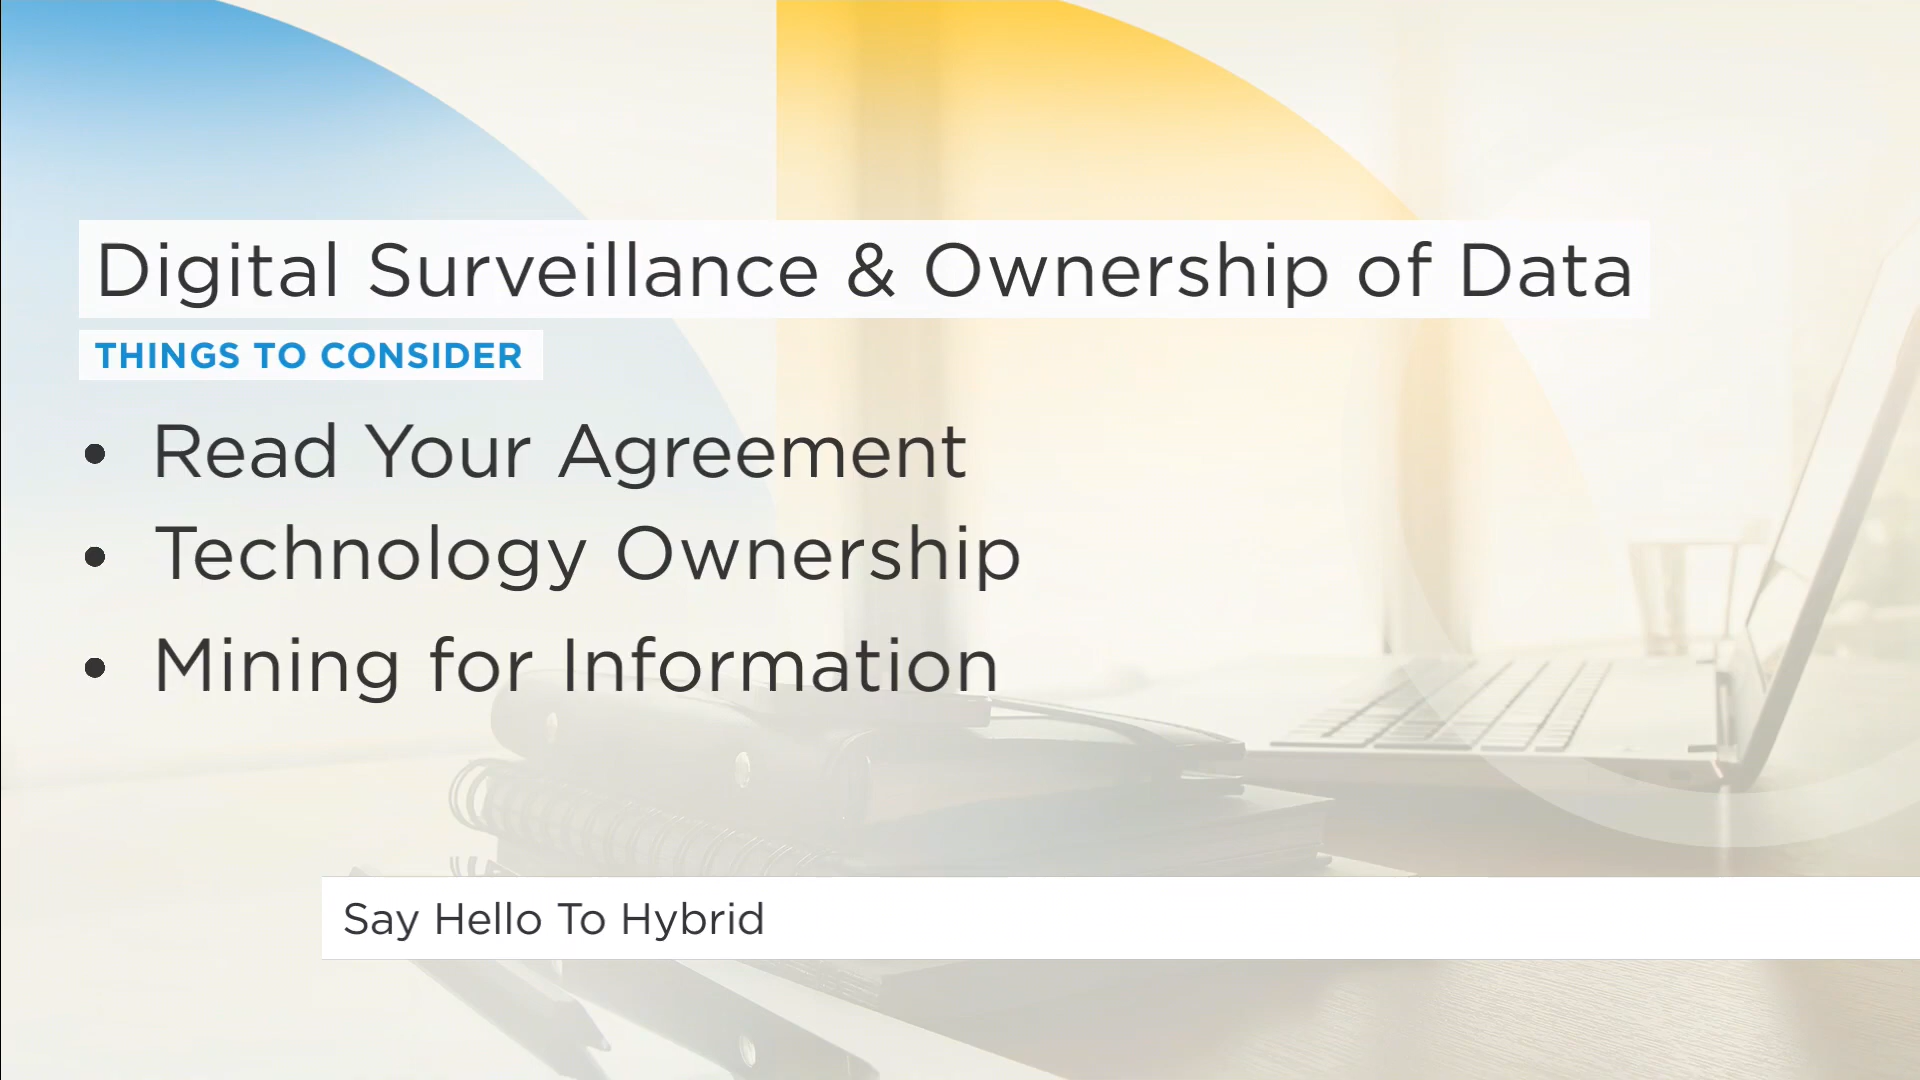 Digital Surveillance & Ownership of Data
THINGS TO CONSIDER
• Read Your Agreement
• Technology Ownership
• Mining for Information
Say Hello To Hybrid